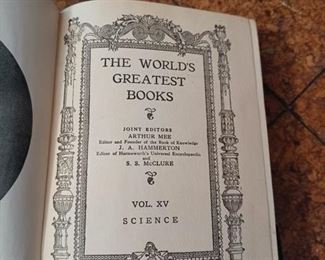 THE WORLD'S
GREATEST
BOOKS
JOINT EDITORS
ARTHUR MEE
Editor and Founder of the Book of Knowledge
J. A. HAMMERTON
Editor of Harmsworth's Universal Encyclopaedia
and
S. S. McCLURE
VOL. XV
SCIENCE